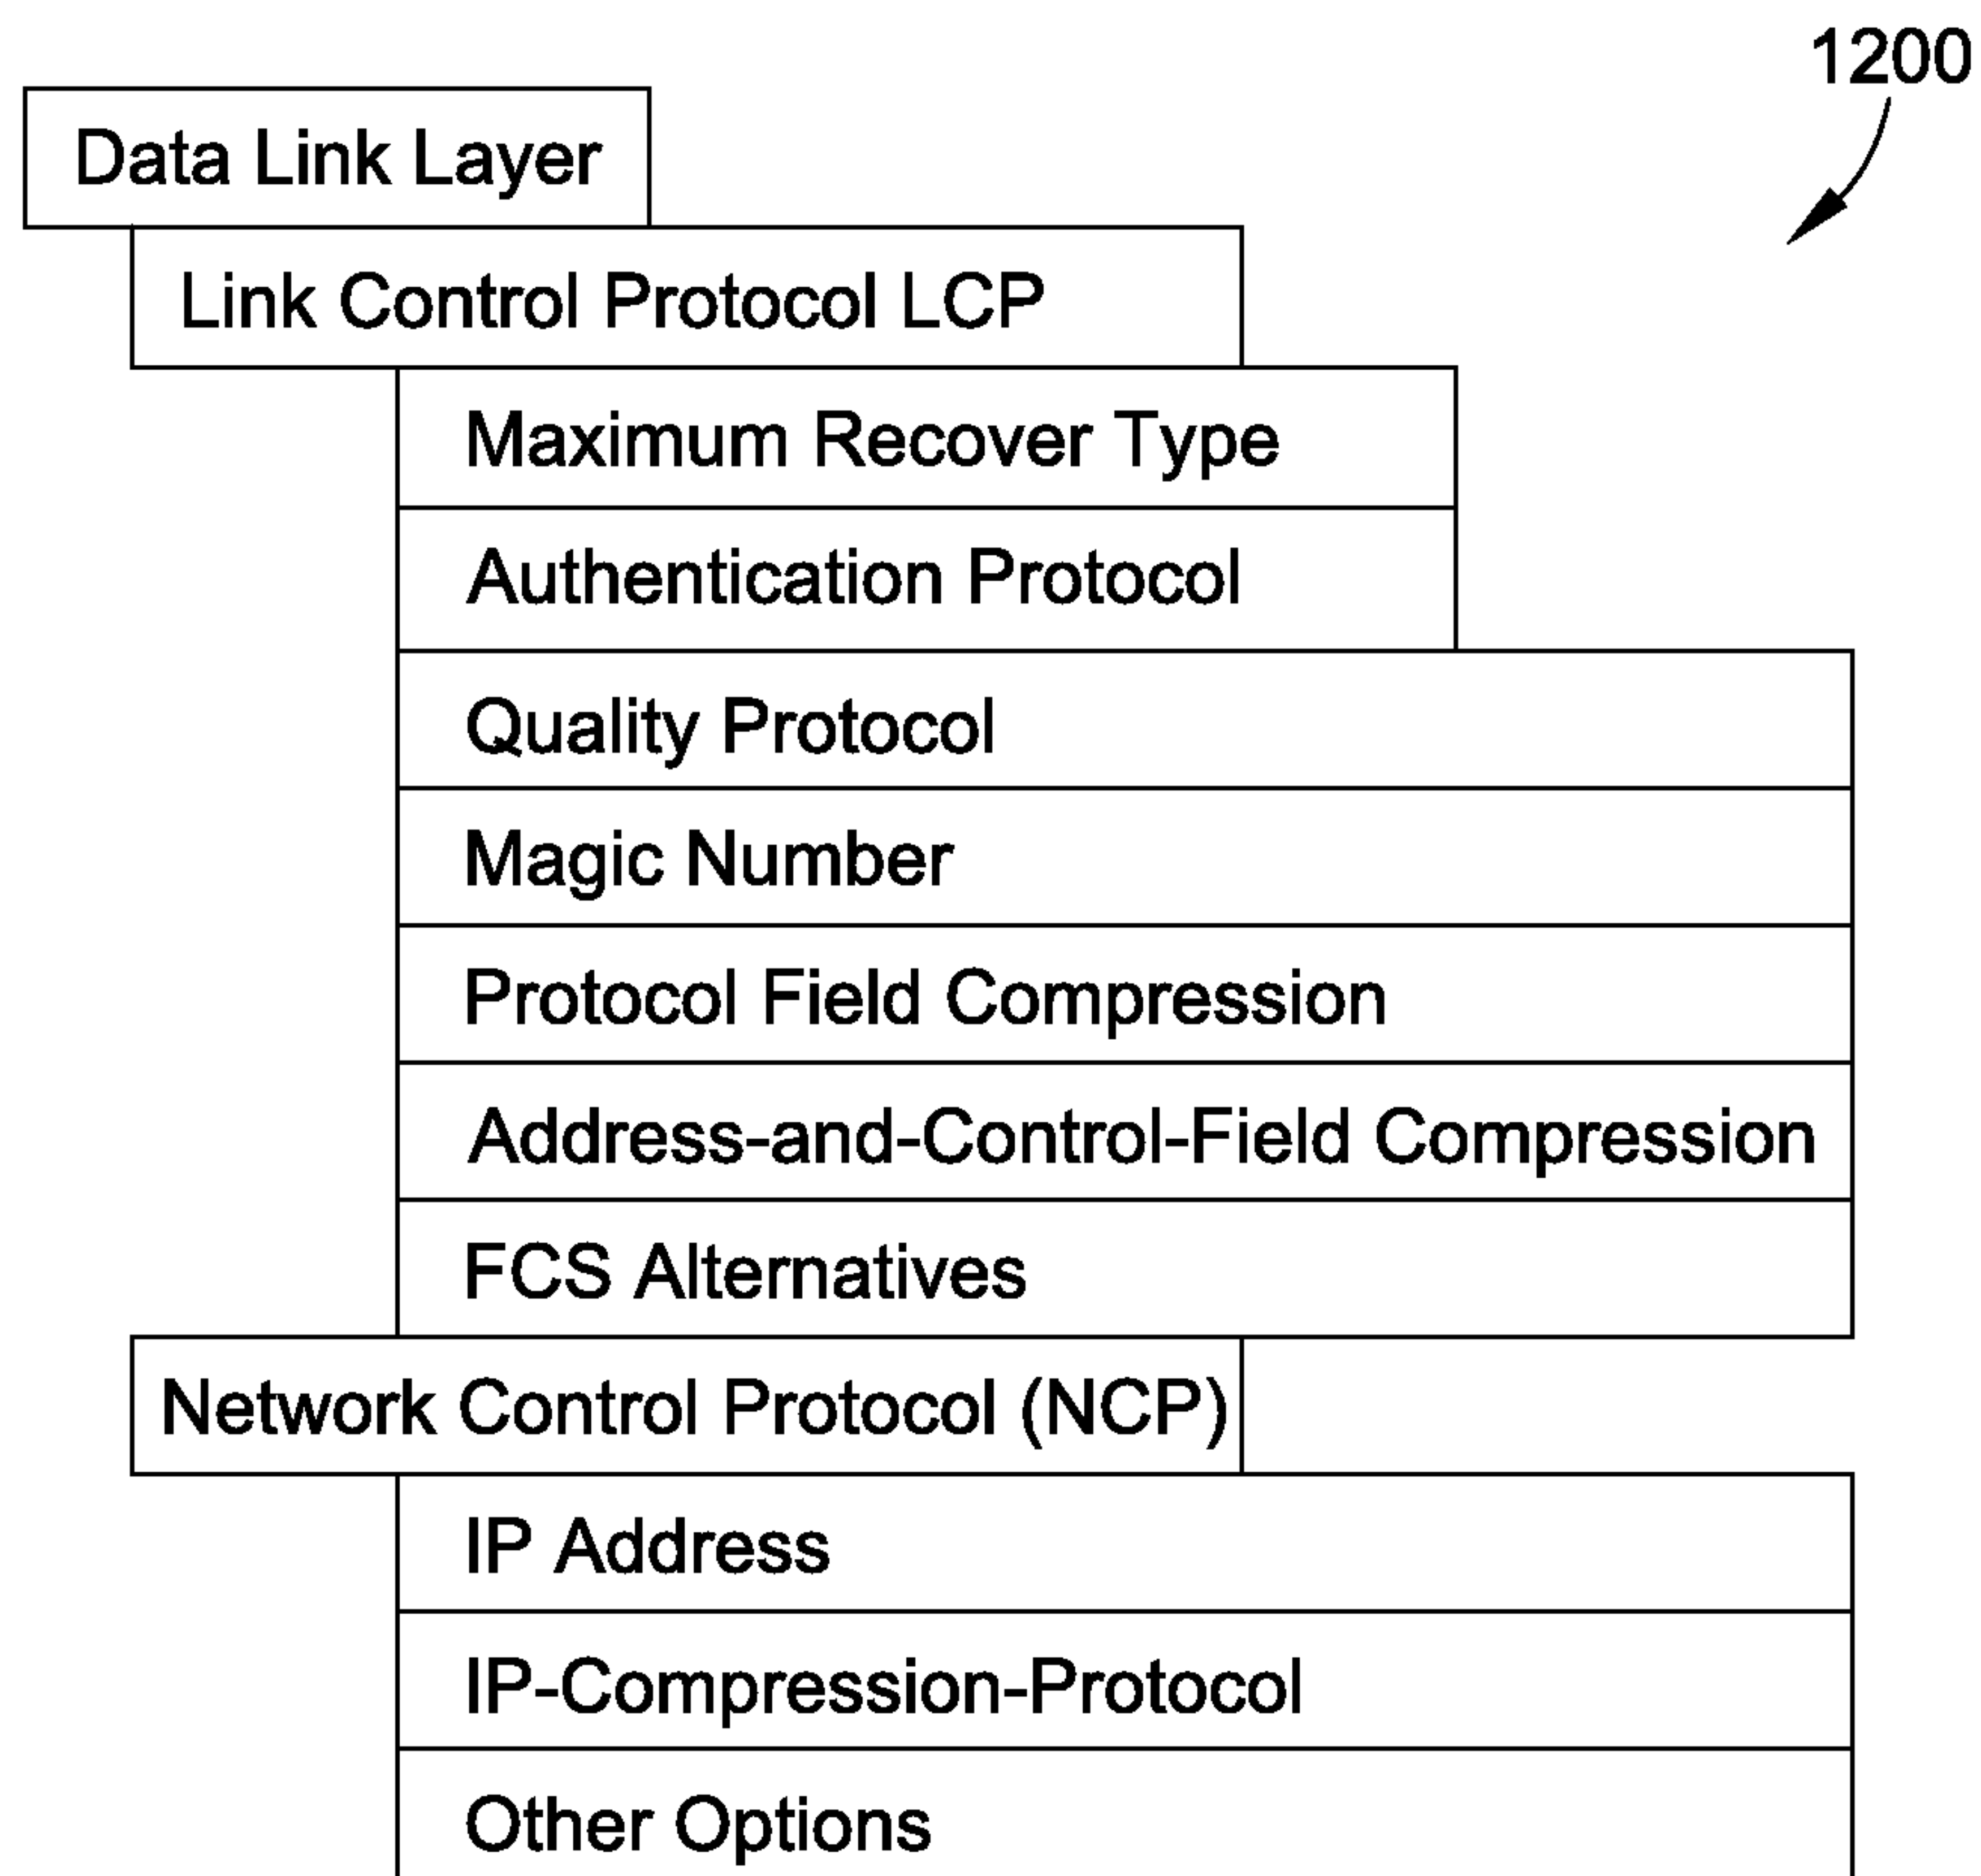 1200
Data Link Layer
Link Control Protocol LCP
Maximum Recover Type
Authentication Protocol
Quality Protocol
Magic Number
Protocol Field Compression
Address-and-Control-Field Compression
FCS Alternatives
Network Control Protocol (NCP)
IP Address
IP-Compression-Protocol
Other Options